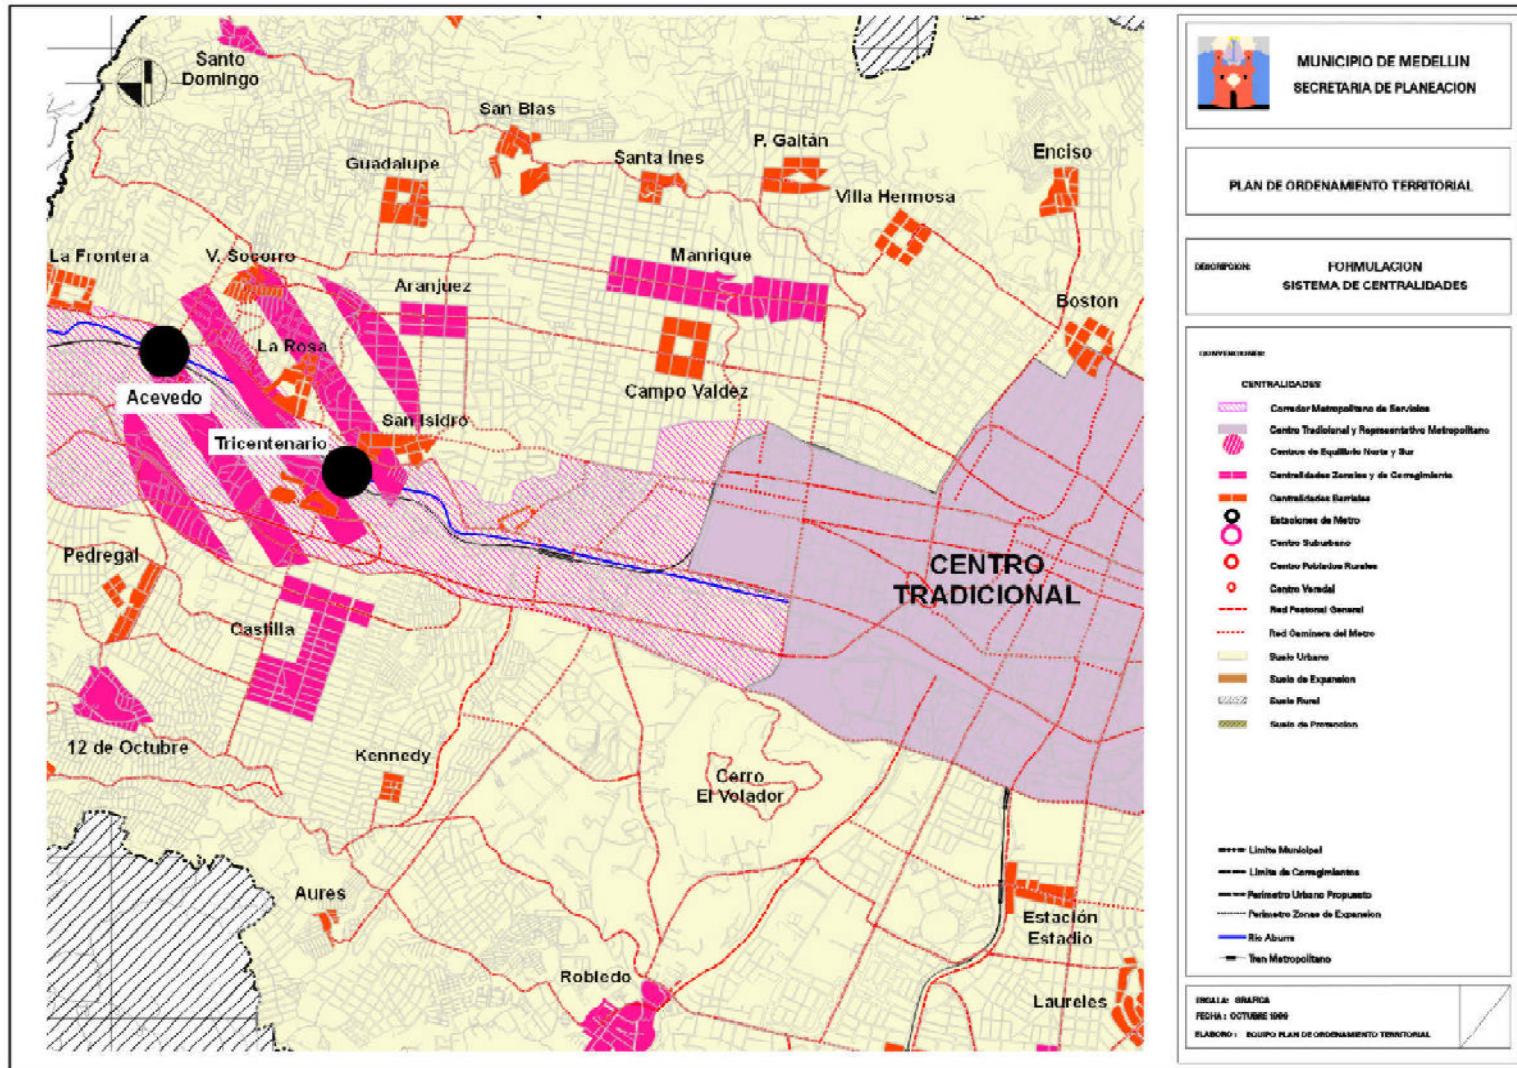 Santo
Domingo
San Blas
Guadalupe
Santa Ines
P. Gaitán
Enciso
Villa Hermosa
La Frontera
V. Socorro
Manrique
Aranjuez
Boston
La Rosa
Acevedo
Campo Valdez
San Isidro
Tricentenario
Pedregal
CENTRO
TRADICIONAL
Castilla
12 de Octubre
Kennedy
Cerro
El Volador
Aures
Estación
Estadio
Robledo
Laureles
MUNICIPIO DE MEDELLIN
SECRETARIA DE PLANEACION
PLAN DE ORDENAMIENTO TERRITORIAL
DESCRIPCION:
FORMULACION
SISTEMA DE CENTRALIDADES
CONVENCIONES:
CENTRALIDADES
Corredor Metropolitano de Servicios
Centro Tradicional y Representativo Metropolitano
Centros de Equilibrio Norte y Sur
Centralidades Zonales y de Corregimiento
Centralidades Barriales
Estaciones de Metro
Centro Suburbano
Centro Poblados Rurales
Centro Veredal
Red Peatonal General
Red Caminera del Metro
Suelo Urbano
Suelo de Expansion
Suelo Rural
Suelo de Proteccion
Limite Municipal
Limite de Corregimientos
Perimetro Urbano Propuesto
Perimetro Zonas de Expansion
Rio Aburra
Tren Metropolitano
ESCALA: GRAFICA
FECHA: OCTUBRE
ELABORO: EQUIPO PLAN DE ORDENAMIENTO TERRITORIAL